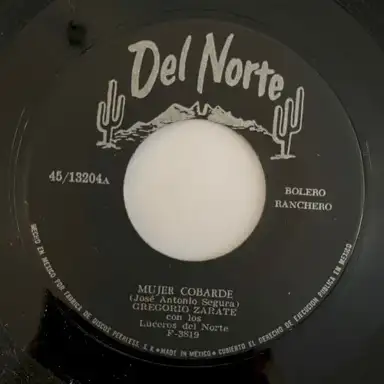 Del Norte
45/13204A
BOLERO
RANCHERO
MUJER COBARDE
(José Antonio Segura)
GREGORIO ZARATE
con los
Luceros del Norte
F-3819
HECHO EN MEXICO POR FABRICA DE DISCOS PEERLESS, S. A. * MADE IN MEXICO * CUBIERTO EL DERECHO DE EJECUCION PUBLICA EN MEXICO